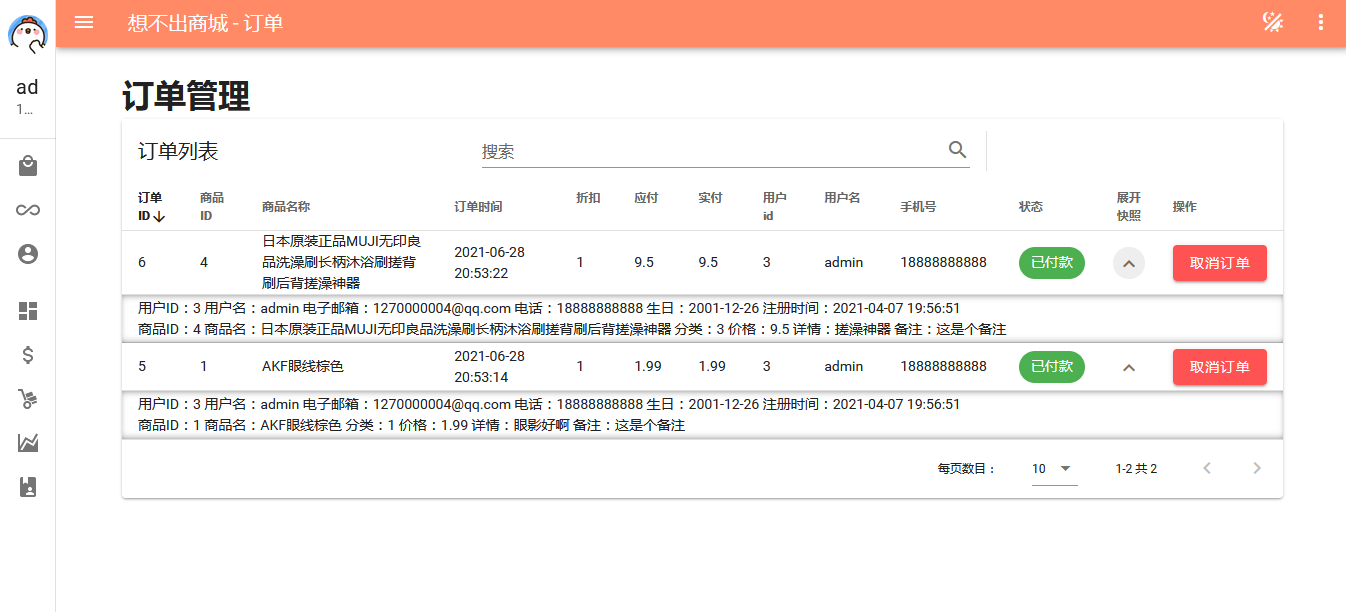 想不出商城 - 订单
ad
1...
订单管理
订单列表
搜索
订单 ID
商品 ID
商品名称
订单时间
折扣
应付
实付
用户 id
用户名
手机号
状态
展开 快照
操作
6 4 日本原装正品MUJI无印良品洗澡刷长柄沐浴刷搓背刷后背搓澡神器 2021-06-28 20:53:22 1 9.5 9.5 3 admin 18888888888 已付款 取消订单
用户ID：3 用户名：admin 电子邮箱：1270000004@qq.com 电话：18888888888 生日：2001-12-26 注册时间：2021-04-07 19:56:51
商品ID：4 商品名：日本原装正品MUJI无印良品洗澡刷长柄沐浴刷搓背刷后背搓澡神器 分类：3 价格：9.5 详情：搓澡神器 备注：这是个备注
5 1 AKF眼线棕色 2021-06-28 20:53:14 1 1.99 1.99 3 admin 18888888888 已付款 取消订单
用户ID：3 用户名：admin 电子邮箱：1270000004@qq.com 电话：18888888888 生日：2001-12-26 注册时间：2021-04-07 19:56:51
商品ID：1 商品名：AKF眼线棕色 分类：1 价格：1.99 详情：眼影好啊 备注：这是个备注
每页数目： 10 1-2 共 2